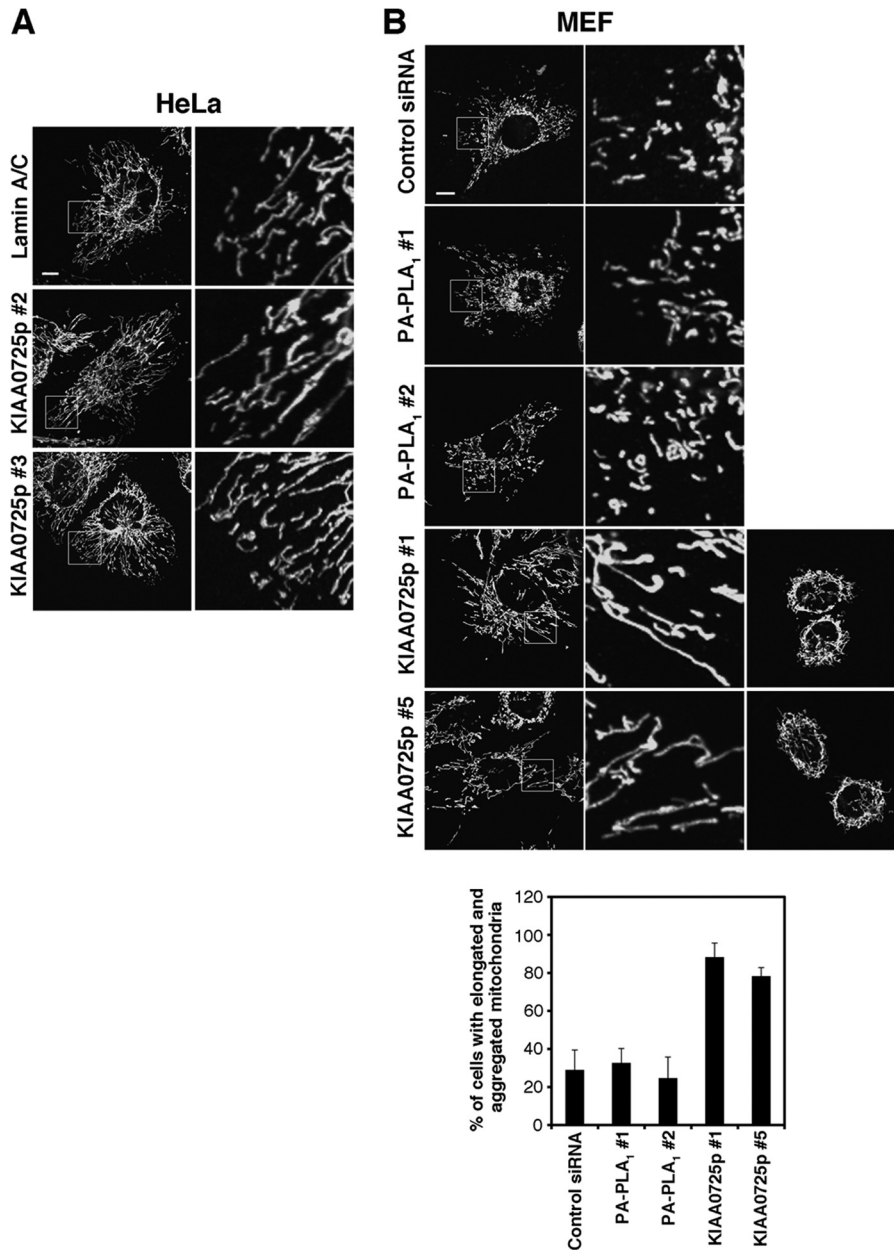 A
HeLa
Lamin A/C
KIAA0725p #2
KIAA0725p #3
B
MEF
Control siRNA
PA-PLA₁ #1
PA-PLA₁ #2
KIAA0725p #1
KIAA0725p #5
% of cells with elongated and
aggregated mitochondria
120
100
80
60
40
20
0
Control siRNA
PA-PLA₁ #1
PA-PLA₁ #2
KIAA0725p #1
KIAA0725p #5